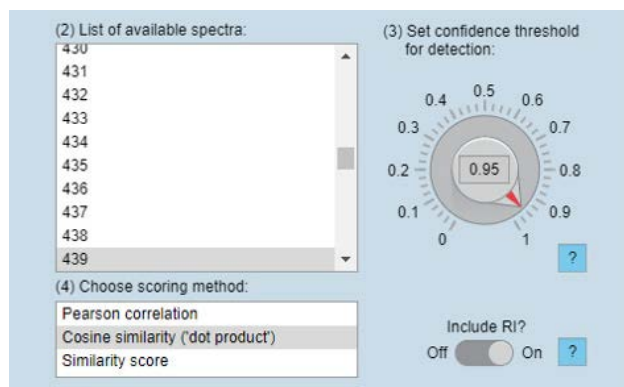 (2) List of available spectra:
430
431
432
433
434
435
436
437
438
439
(3) Set confidence threshold
for detection:
0
0.1
0.2
0.3
0.4
0.5
0.6
0.7
0.8
0.9
1
0.95
?
(4) Choose scoring method:
Pearson correlation
Cosine similarity ('dot product')
Similarity score
Include RI?
Off On ?